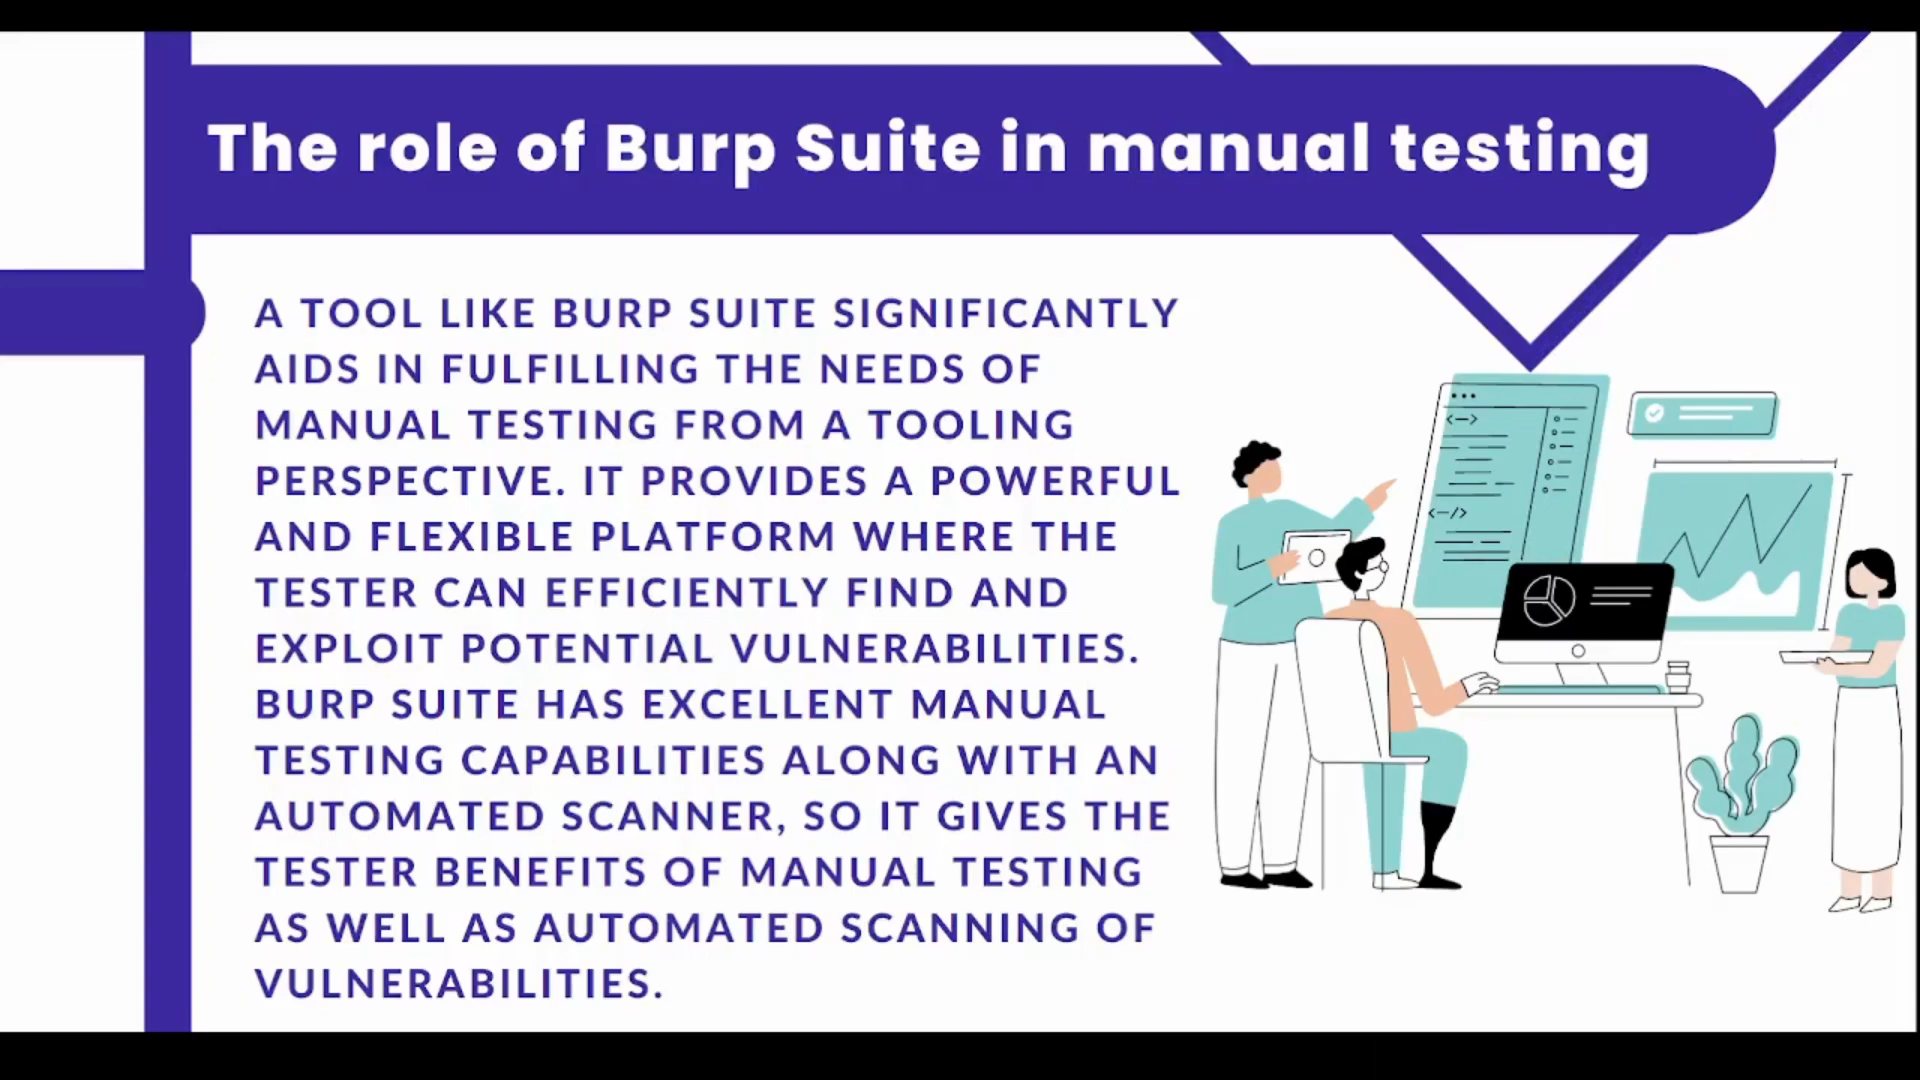 The role of Burp Suite in manual testing
A TOOL LIKE BURP SUITE SIGNIFICANTLY
AIDS IN FULFILLING THE NEEDS OF
MANUAL TESTING FROM A TOOLING
PERSPECTIVE. IT PROVIDES A POWERFUL
AND FLEXIBLE PLATFORM WHERE THE
TESTER CAN EFFICIENTLY FIND AND
EXPLOIT POTENTIAL VULNERABILITIES.
BURP SUITE HAS EXCELLENT MANUAL
TESTING CAPABILITIES ALONG WITH AN
AUTOMATED SCANNER, SO IT GIVES THE
TESTER BENEFITS OF MANUAL TESTING
AS WELL AS AUTOMATED SCANNING OF
VULNERABILITIES.